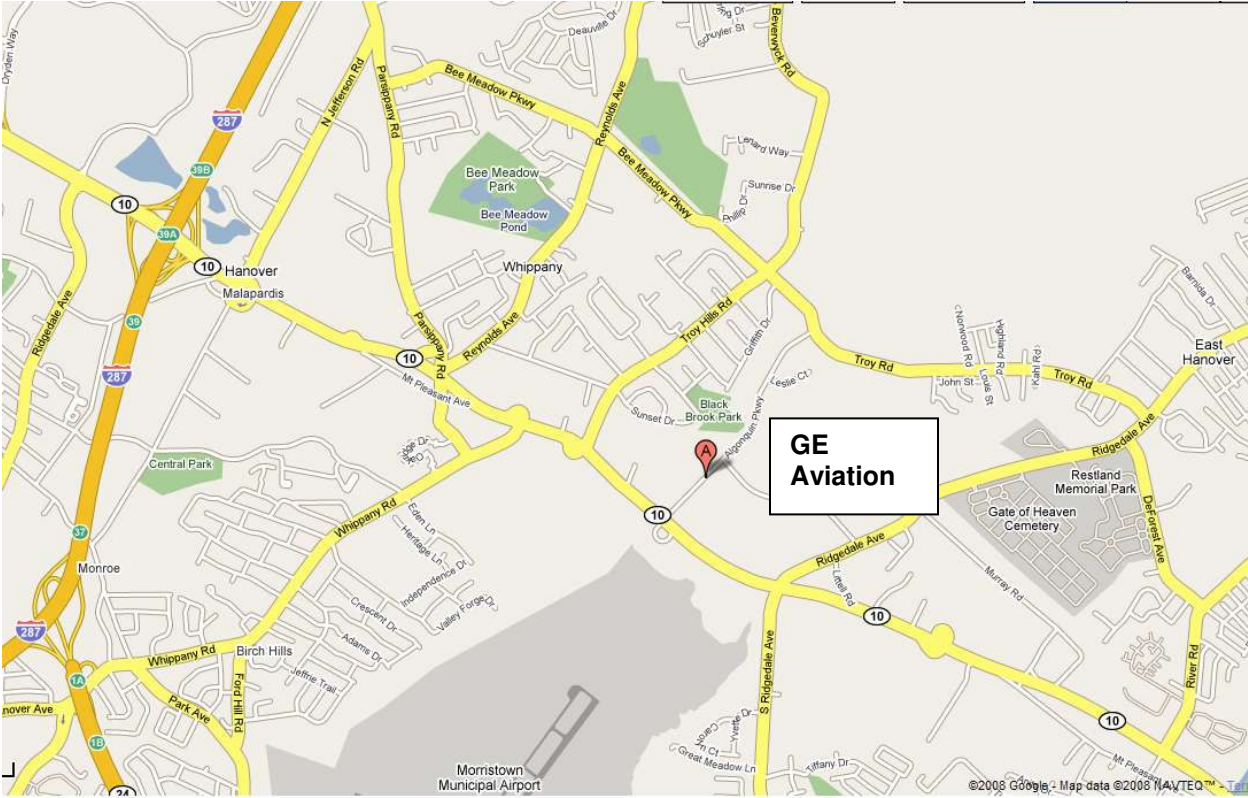 Dryden Way
Deauville Dr
Schuyler St
Beverwyck Rd
N Jefferson Rd
Parsippany Rd
Bee Meadow Pkwy
Reynolds Ave
287
39B
Lenard Way
Bee Meadow
Park
Bee Meadow Pkwy
Sunrise Dr
Phillip Dr
10
Bee Meadow
Pond
39A
10
Hanover
Whippany
Malapardis
Barnida Dr
Ridgedale Ave
39
Parsippany Rd
Reynolds Ave
Troy Hills Rd
Griffith Dr
Norwood Rd
Highland Rd
East
Hanover
10
287
Mt Pleasant Ave
Troy Rd
Leslie Ct
John St
Louis St
Kahl Rd
Troy Rd
Black
Brook Park
Sunset Dr
Algonquin Pkwy
A
GE
Aviation
Ridgedale Ave
Central Park
Restland
Memorial Park
Whippany Rd
10
Gate of Heaven
Cemetery
DeForest Ave
37
Eden Ln
Heritage Ln
Ridgedale Ave
Monroe
Independence Dr
Littell Rd
Murray Rd
Crescent Dr
Valley Forge Dr
10
287
Adams Dr
Birch Hills
Whippany Rd
Jeffrie Trail
S Ridgedale Ave
River Rd
1A
Ford Hill Rd
Park Ave
nover Ave
10
1B
Yvette Dr
Carol
n Ct
Great Meadow Ln
Tiffany Dr
Mt Pleasant
Morristown
Municipal Airport
24
©2008 Google - Map data ©2008 NAVTEQ™ -